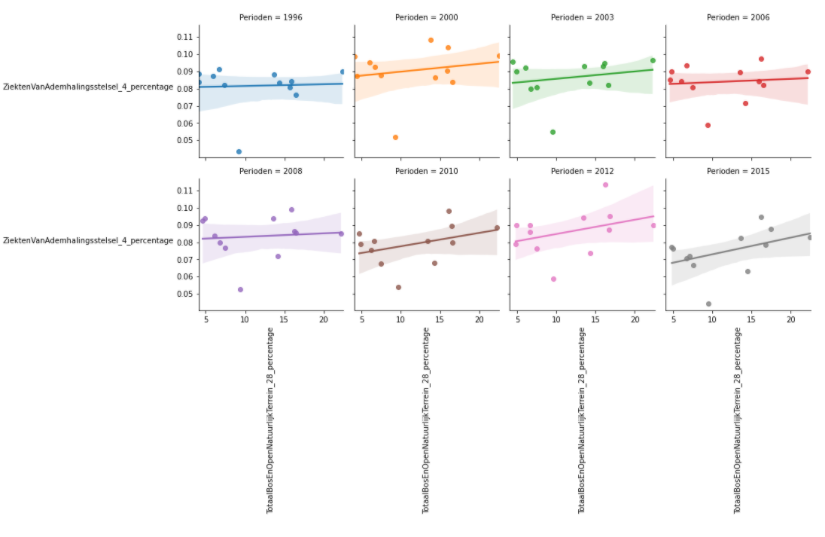 Perioden = 1996
Perioden = 2000
Perioden = 2003
Perioden = 2006
0.11
0.10
0.09
ZiektenVanAdemhalingsstelsel_4_percentage
0.08
0.07
0.06
0.05
Perioden = 2008
Perioden = 2010
Perioden = 2012
Perioden = 2015
0.11
0.10
0.09
ZiektenVanAdemhalingsstelsel_4_percentage
0.08
0.07
0.06
0.05
5 10 15 20
5 10 15 20
5 10 15 20
5 10 15 20
TotaalBosEnOpenNatuurlijkTerrein_28_percentage
TotaalBosEnOpenNatuurlijkTerrein_28_percentage
TotaalBosEnOpenNatuurlijkTerrein_28_percentage
TotaalBosEnOpenNatuurlijkTerrein_28_percentage